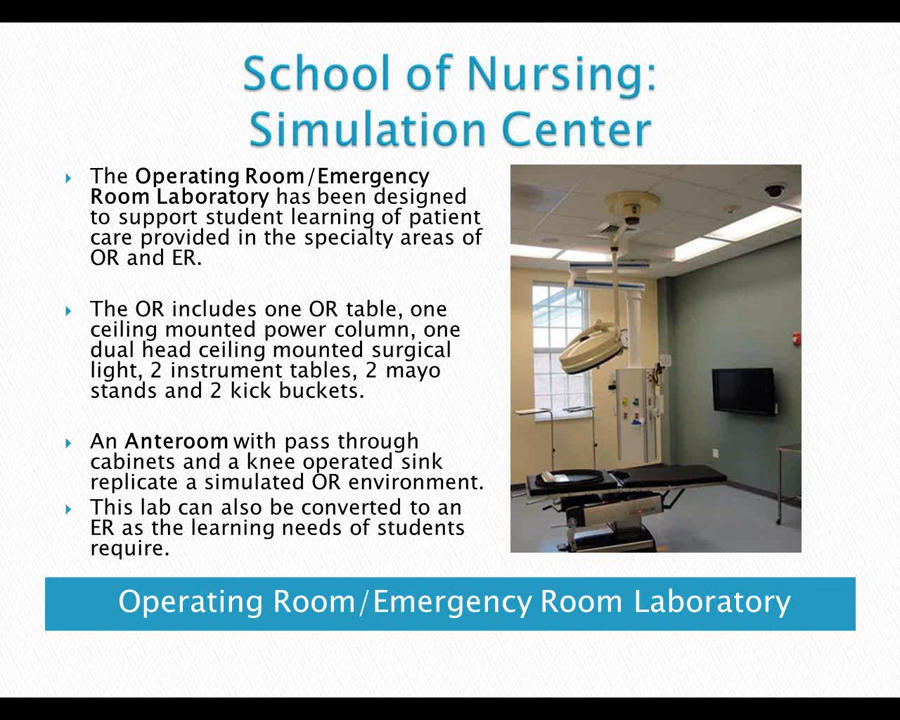 School of Nursing:
Simulation Center
The Operating Room/Emergency
Room Laboratory has been designed
to support student learning of patient
care provided in the specialty areas of
OR and ER.
The OR includes one OR table, one
ceiling mounted power column, one
dual head ceiling mounted surgical
light, 2 instrument tables, 2 mayo
stands and 2 kick buckets.
An Anteroom with pass through
cabinets and a knee operated sink
replicate a simulated OR environment.
This lab can also be converted to an
ER as the learning needs of students
require.
Operating Room/Emergency Room Laboratory